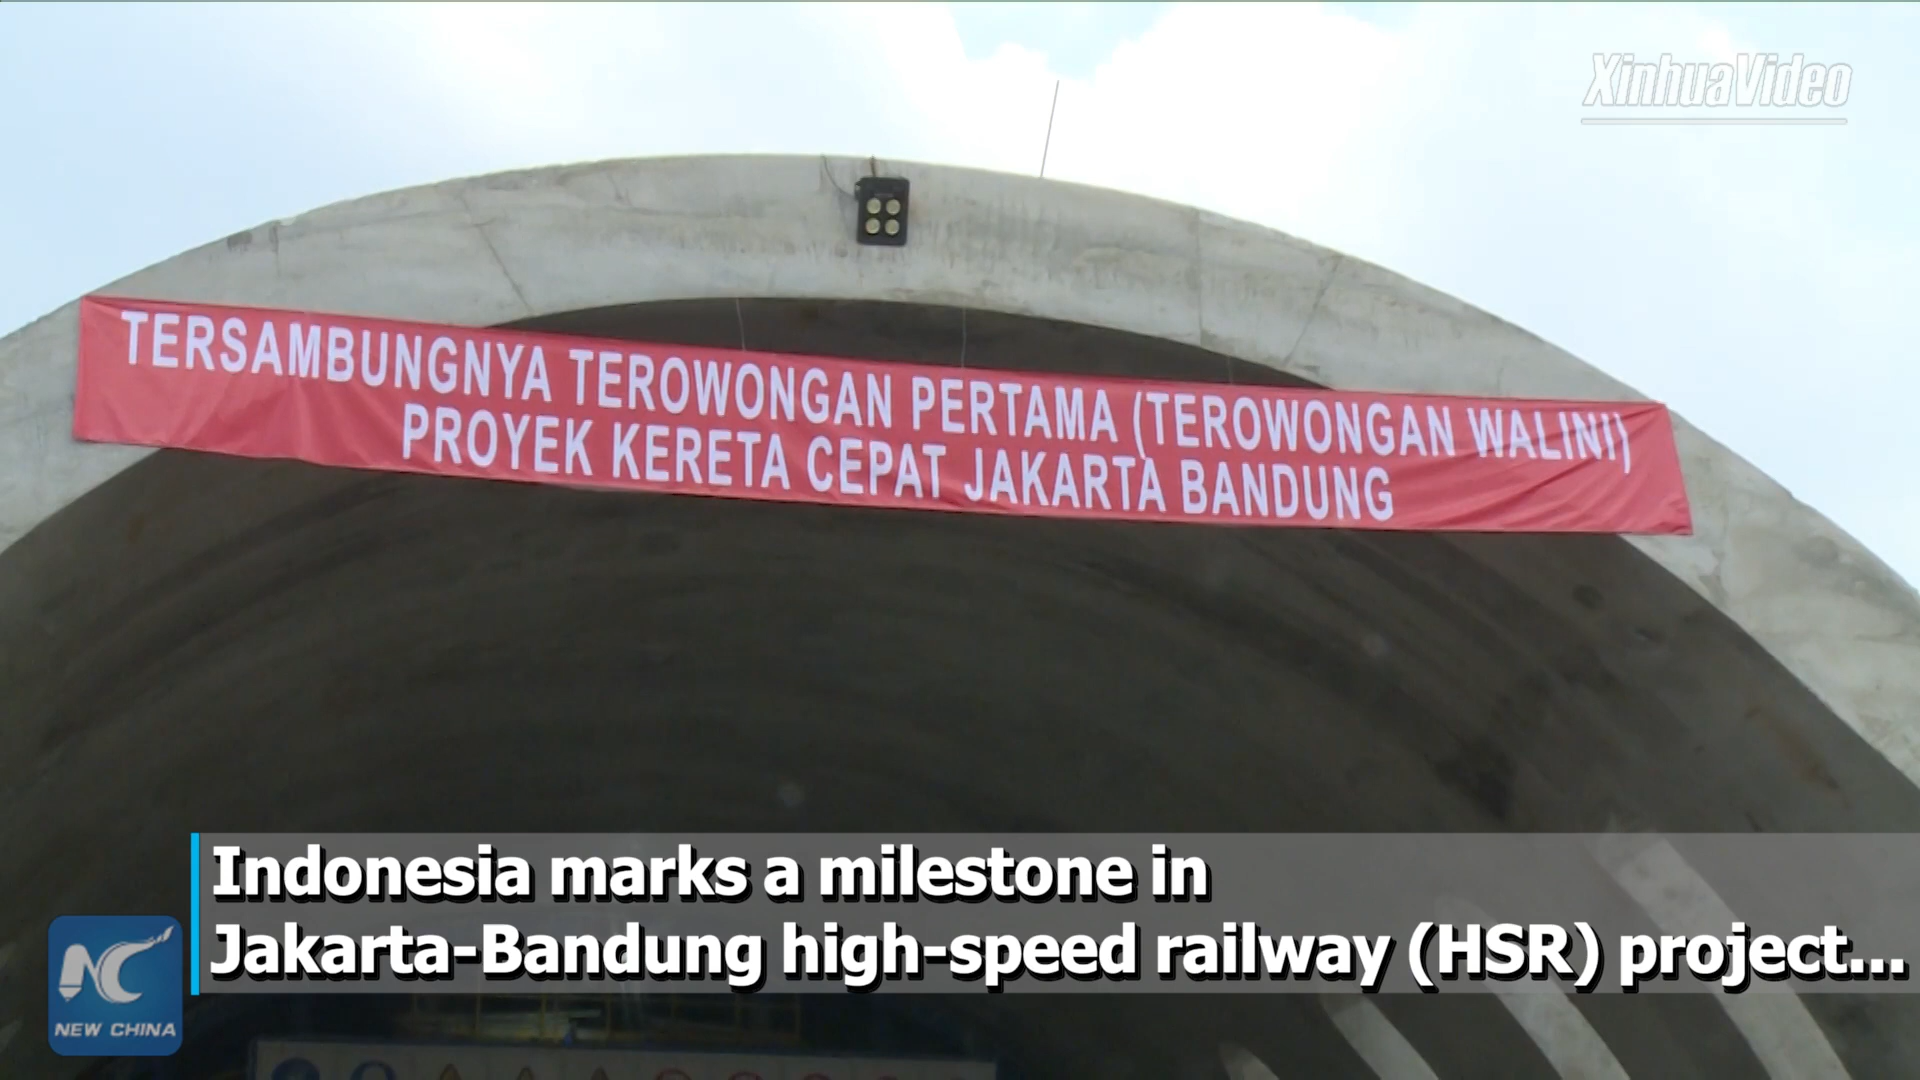 XinhuaVideo
TERSAMBUNGNYA TEROWONGAN PERTAMA (TEROWONGAN WALINI)
PROYEK KERETA CEPAT JAKARTA BANDUNG
Indonesia marks a milestone in
Jakarta-Bandung high-speed railway (HSR) project...
NC
NEW CHINA